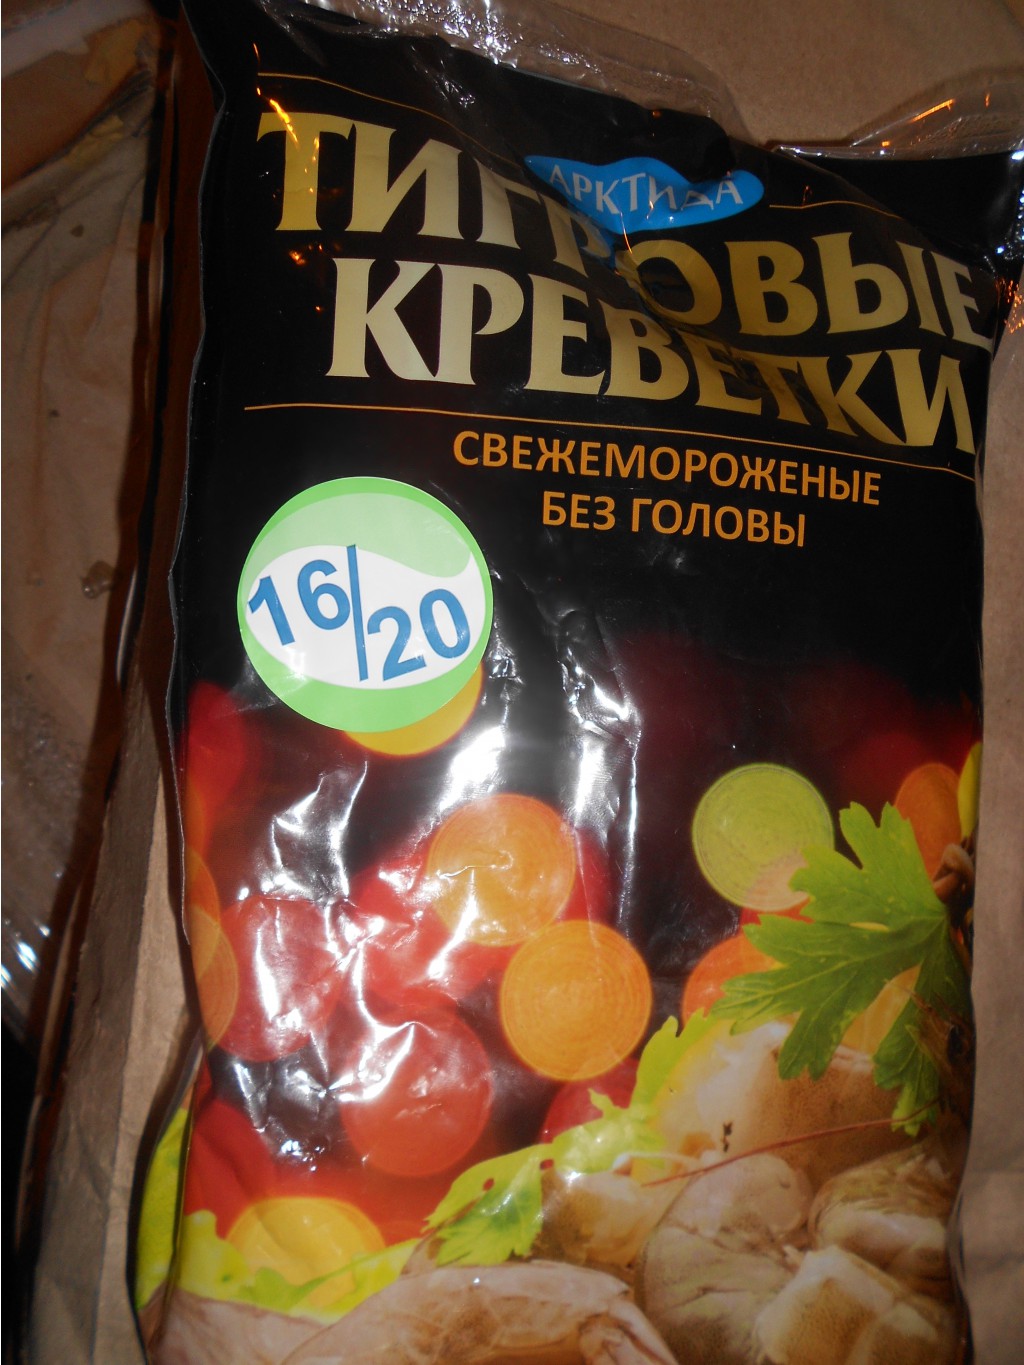 АРКТИДА
ТИГРОВЫЕ
КРЕВЕТКИ
СВЕЖЕМОРОЖЕНЫЕ
БЕЗ ГОЛОВЫ
16/20